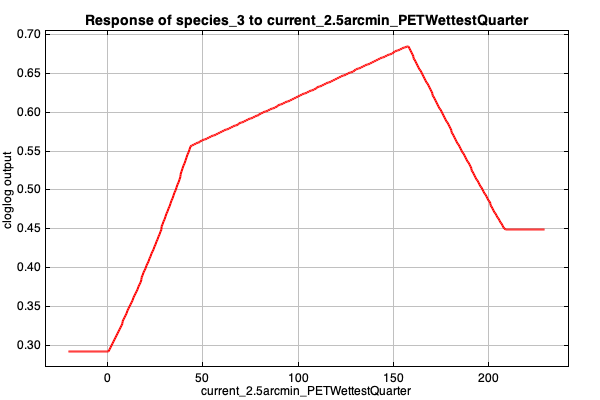 Response of species_3 to current_2.5arcmin_PETWettestQuarter
0.70
0.65
0.60
0.55
0.50
0.45
0.40
0.35
0.30
cloglog output
0 50 100 150 200
current_2.5arcmin_PETWettestQuarter